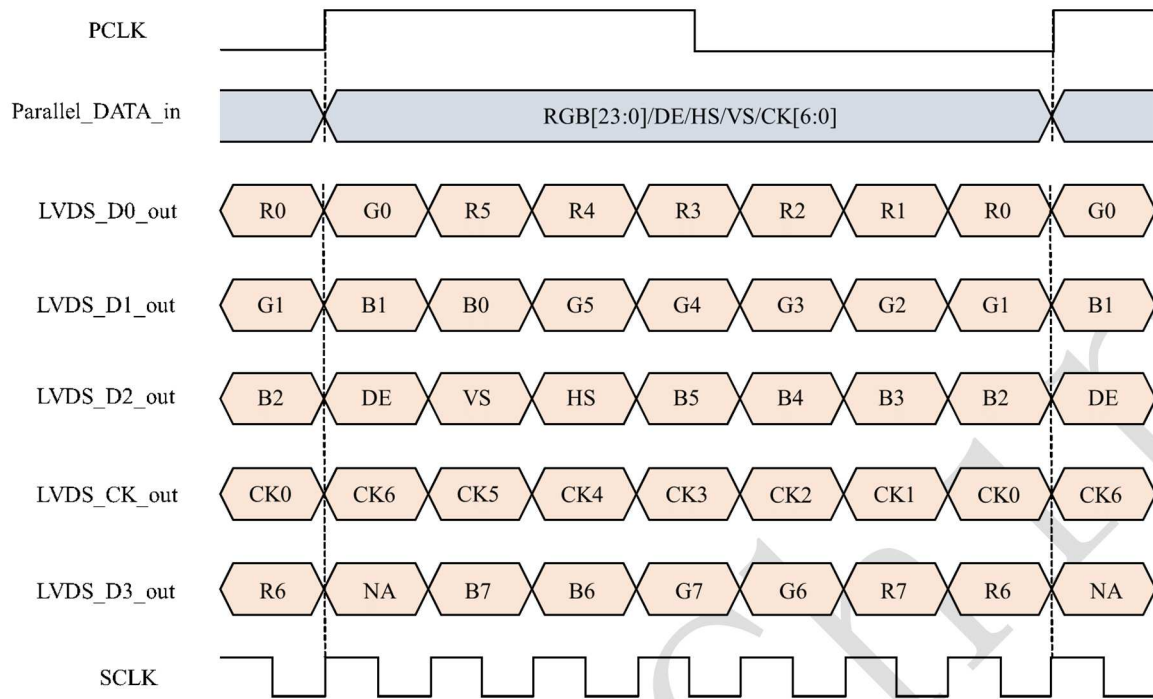 PCLK
Parallel_DATA_in RGB[23:0]/DE/HS/VS/CK[6:0]
LVDS_D0_out R0 G0 R5 R4 R3 R2 R1 R0 G0
LVDS_D1_out G1 B1 B0 G5 G4 G3 G2 G1 B1
LVDS_D2_out B2 DE VS HS B5 B4 B3 B2 DE
LVDS_CK_out CK0 CK6 CK5 CK4 CK3 CK2 CK1 CK0 CK6
LVDS_D3_out R6 NA B7 B6 G7 G6 R7 R6 NA
SCLK